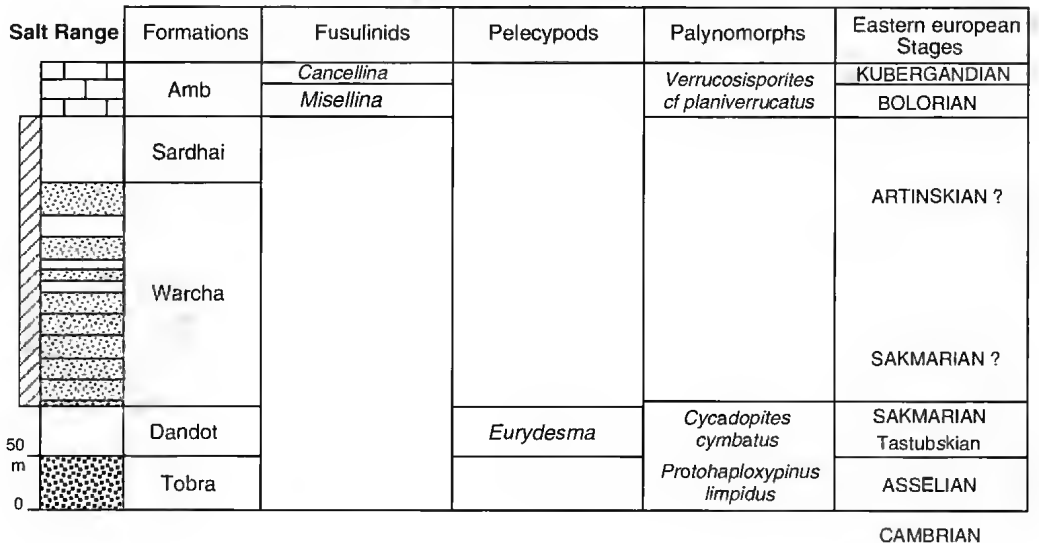 Salt Range Formations Fusulinids Pelecypods Palynomorphs Eastern european
Stages
Amb
Cancellina
Misellina
Verrucosisporites
cf planiverrucatus
KUBERGANDIAN
BOLORIAN
Sardhai
ARTINSKIAN ?
Warcha
SAKMARIAN ?
Dandot
Eurydesma
Cycadopites
cymbatus
SAKMARIAN
Tastubskian
50
m
0
Tobra
Protohaploxypinus
limpidus
ASSELIAN
CAMBRIAN